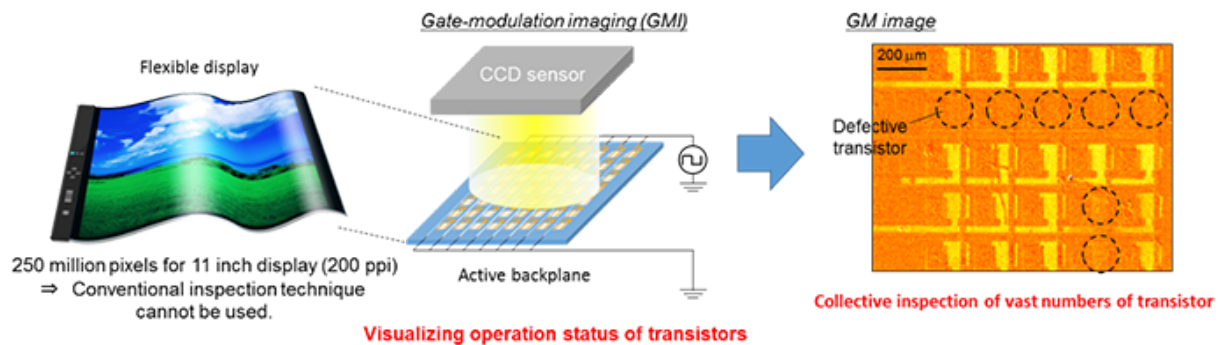 Flexible display
250 million pixels for 11 inch display (200 ppi)
⇒ Conventional inspection technique
cannot be used.
Gate-modulation imaging (GMI)
CCD sensor
Active backplane
Visualizing operation status of transistors
GM image
200 μm
Defective
transistor
Collective inspection of vast numbers of transistor